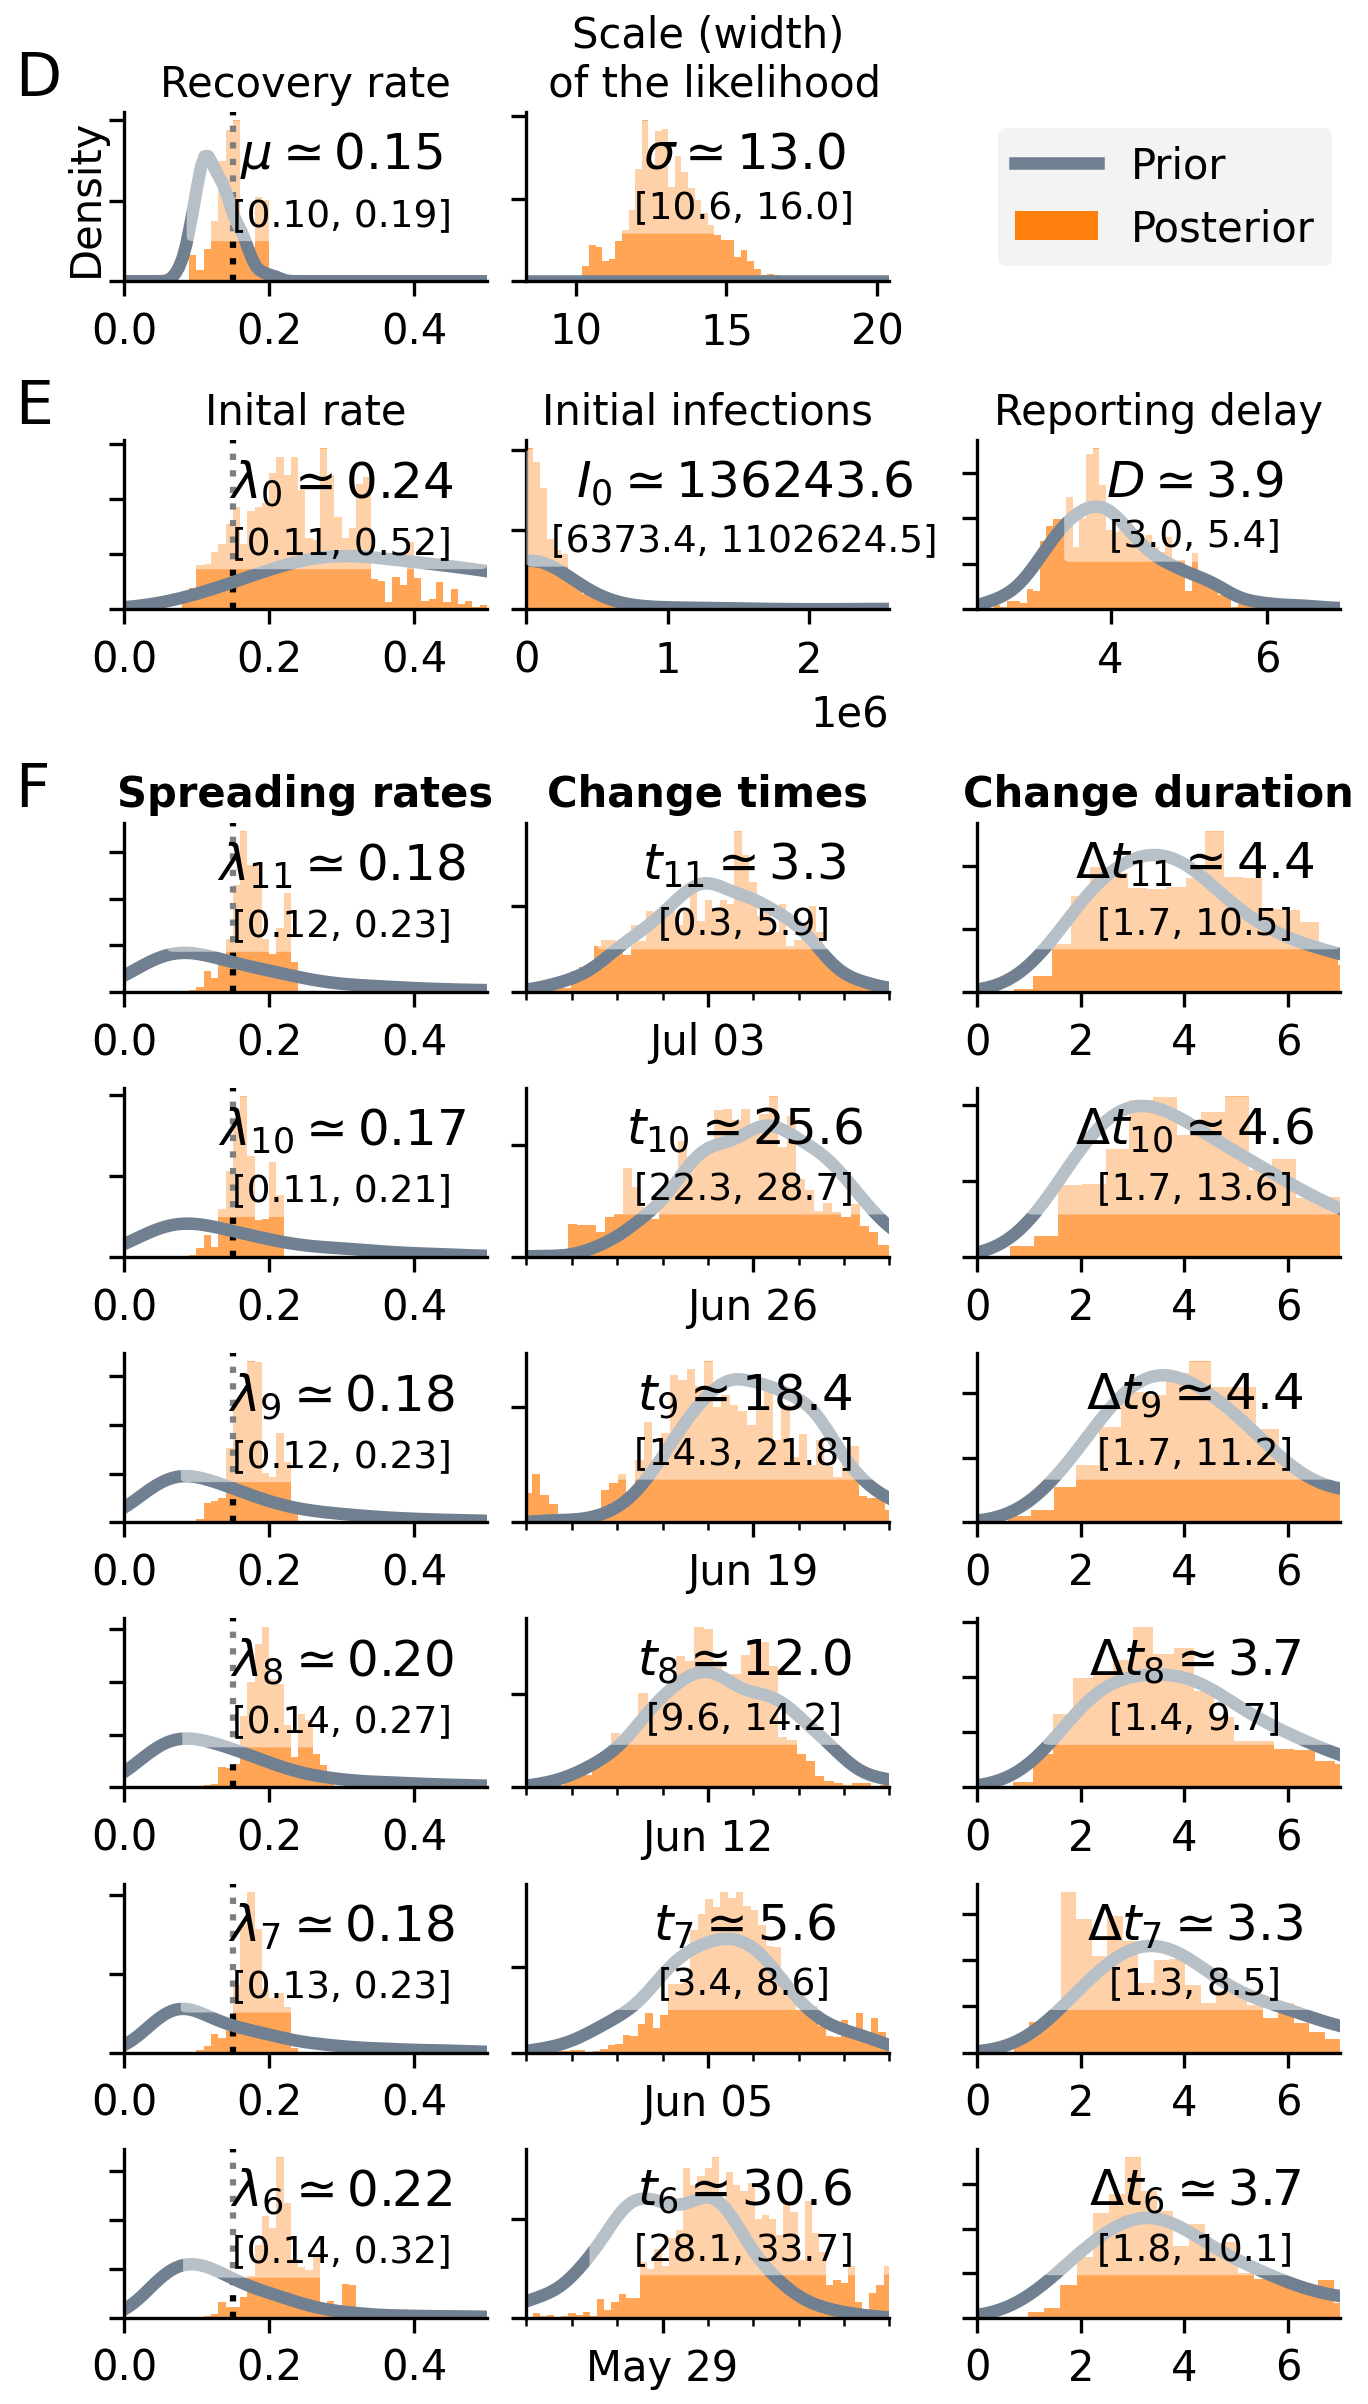 D
Recovery rate
Scale (width)
of the likelihood
Density
μ ≃ 0.15
[0.10, 0.19]
σ ≃ 13.0
[10.6, 16.0]
Prior
Posterior
0.0 0.2 0.4
10 15 20
E
Inital rate
Initial infections
Reporting delay
λ₀ ≃ 0.24
[0.11, 0.52]
I₀ ≃ 136243.6
[6373.4, 1102624.5]
D ≃ 3.9
[3.0, 5.4]
0.0 0.2 0.4
0 1 2
1e6
4 6
F
Spreading rates
Change times
Change duration
λ₁₁ ≃ 0.18
[0.12, 0.23]
t₁₁ ≃ 3.3
[0.3, 5.9]
Δt₁₁ ≃ 4.4
[1.7, 10.5]
0.0 0.2 0.4
Jul 03
0 2 4 6
λ₁₀ ≃ 0.17
[0.11, 0.21]
t₁₀ ≃ 25.6
[22.3, 28.7]
Δt₁₀ ≃ 4.6
[1.7, 13.6]
0.0 0.2 0.4
Jun 26
0 2 4 6
λ₉ ≃ 0.18
[0.12, 0.23]
t₉ ≃ 18.4
[14.3, 21.8]
Δt₉ ≃ 4.4
[1.7, 11.2]
0.0 0.2 0.4
Jun 19
0 2 4 6
λ₈ ≃ 0.20
[0.14, 0.27]
t₈ ≃ 12.0
[9.6, 14.2]
Δt₈ ≃ 3.7
[1.4, 9.7]
0.0 0.2 0.4
Jun 12
0 2 4 6
λ₇ ≃ 0.18
[0.13, 0.23]
t₇ ≃ 5.6
[3.4, 8.6]
Δt₇ ≃ 3.3
[1.3, 8.5]
0.0 0.2 0.4
Jun 05
0 2 4 6
λ₆ ≃ 0.22
[0.14, 0.32]
t₆ ≃ 30.6
[28.1, 33.7]
Δt₆ ≃ 3.7
[1.8, 10.1]
0.0 0.2 0.4
May 29
0 2 4 6